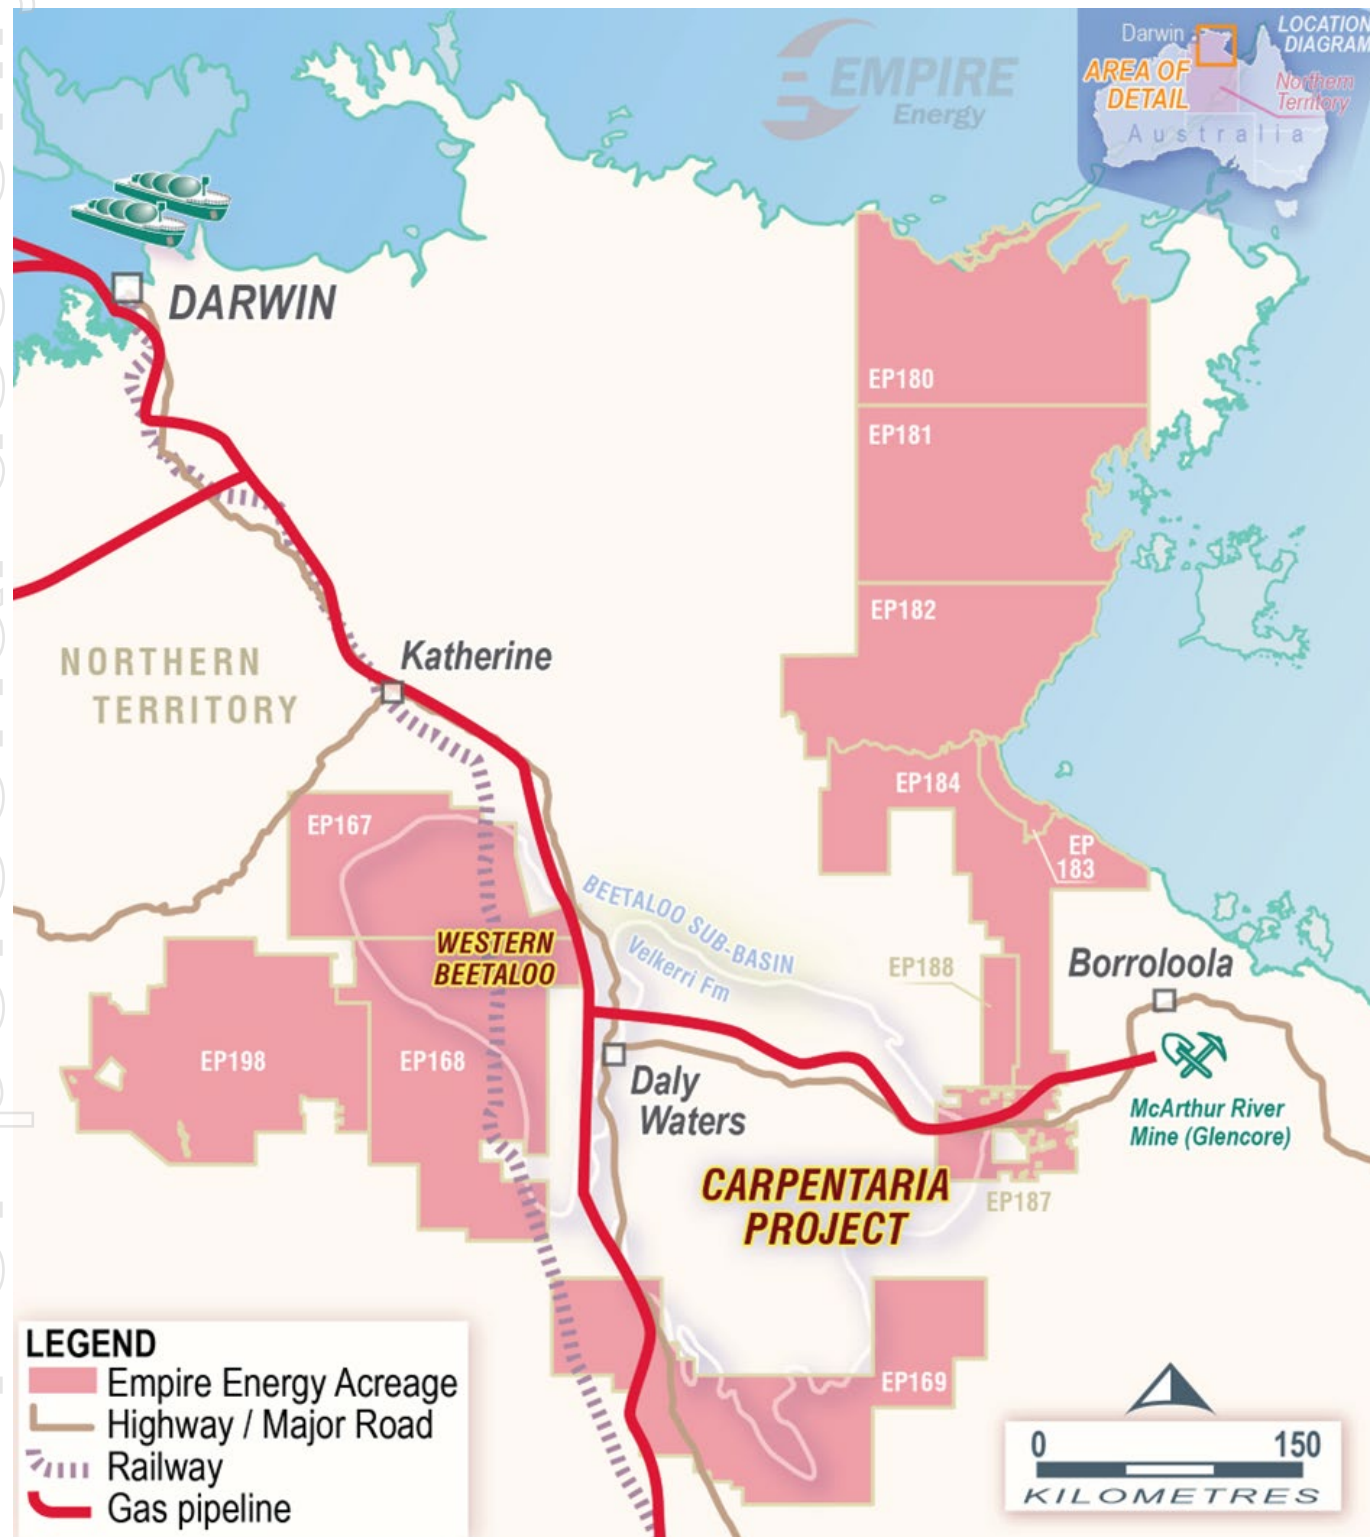 EMPIRE
Energy
Darwin
LOCATION
DIAGRAM
AREA OF
DETAIL
Northern
Territory
Australia
DARWIN
EP180
EP181
EP182
NORTHERN
TERRITORY
Katherine
EP184
EP
183
EP167
BEETALOO SUB-BASIN
Velkerri Fm
WESTERN
BEETALOO
EP188
Borroloola
EP198
EP168
Daly
Waters
McArthur River
Mine (Glencore)
CARPENTARIA
PROJECT
EP187
EP169
LEGEND
Empire Energy Acreage
Highway / Major Road
Railway
Gas pipeline
0 150
KILOMETRES